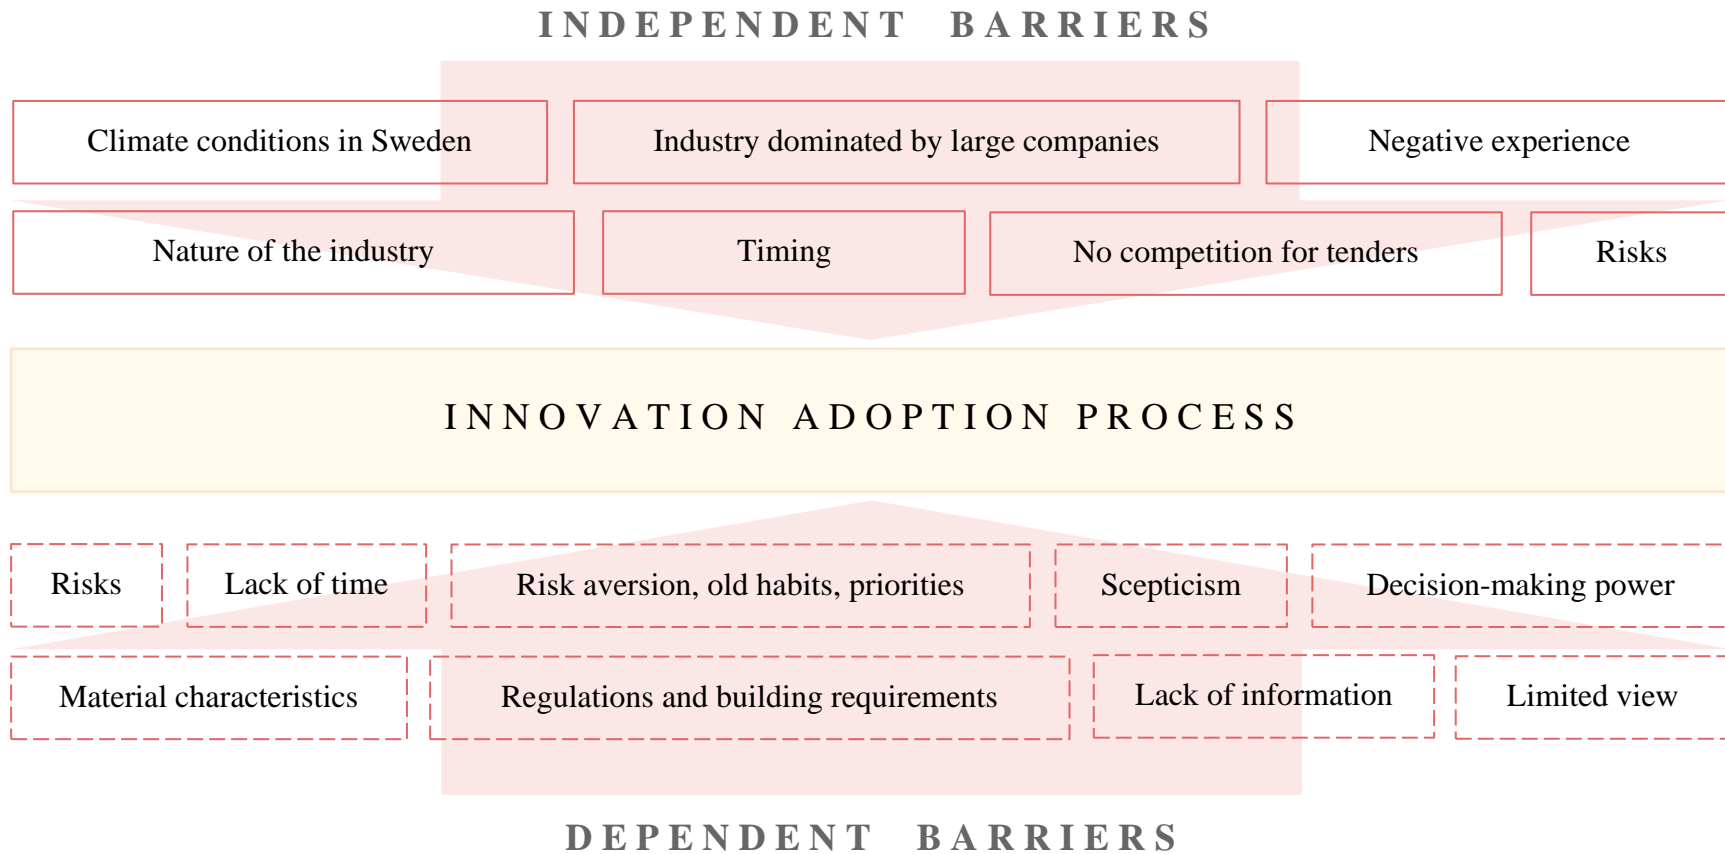 INDEPENDENT BARRIERS
Climate conditions in Sweden
Industry dominated by large companies
Negative experience
Nature of the industry
Timing
No competition for tenders
Risks
INNOVATION ADOPTION PROCESS
Risks
Lack of time
Risk aversion, old habits, priorities
Scepticism
Decision-making power
Material characteristics
Regulations and building requirements
Lack of information
Limited view
DEPENDENT BARRIERS